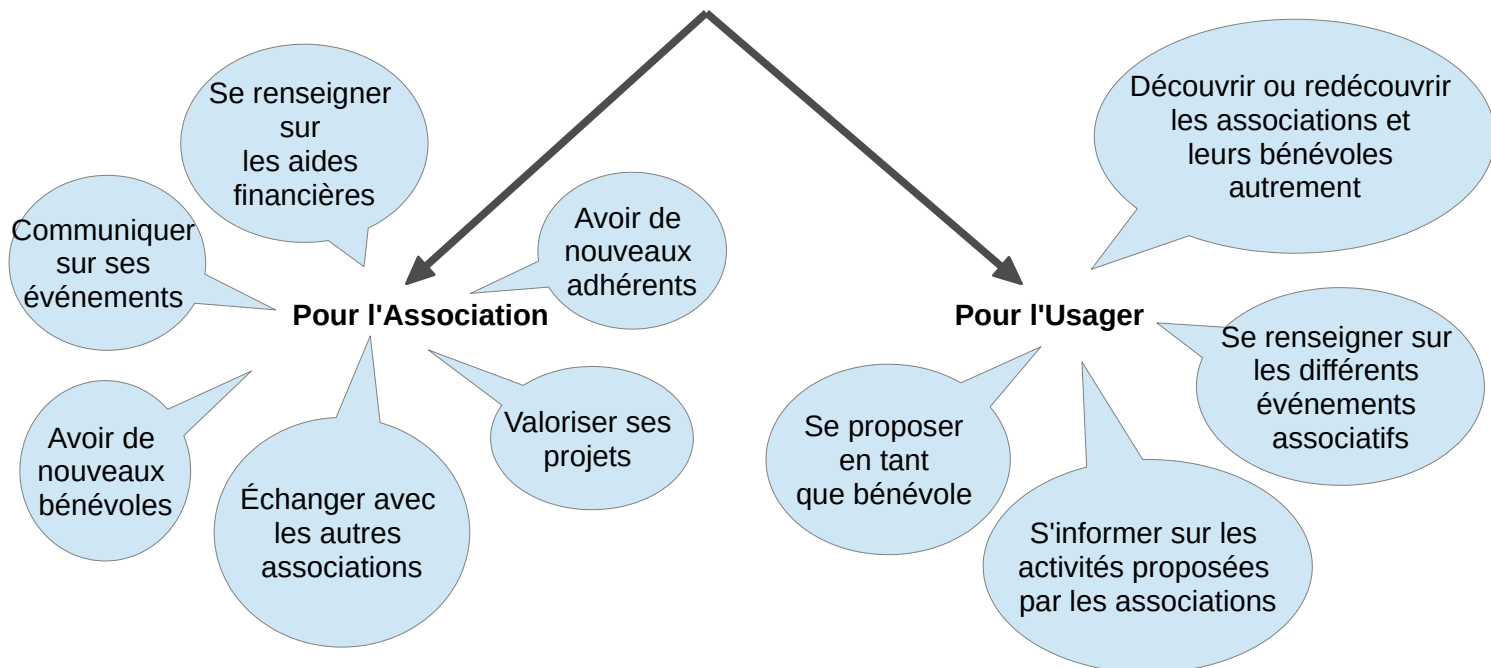 Se renseigner
sur
les aides
financières
Communiquer
sur ses
événements
Avoir de
nouveaux
adhérents
Pour l'Association
Avoir de
nouveaux
bénévoles
Échanger avec
les autres
associations
Valoriser ses
projets
Découvrir ou redécouvrir
les associations et
leurs bénévoles
autrement
Pour l'Usager
Se renseigner sur
les différents
événements
associatifs
Se proposer
en tant
que bénévole
S'informer sur les
activités proposées
par les associations